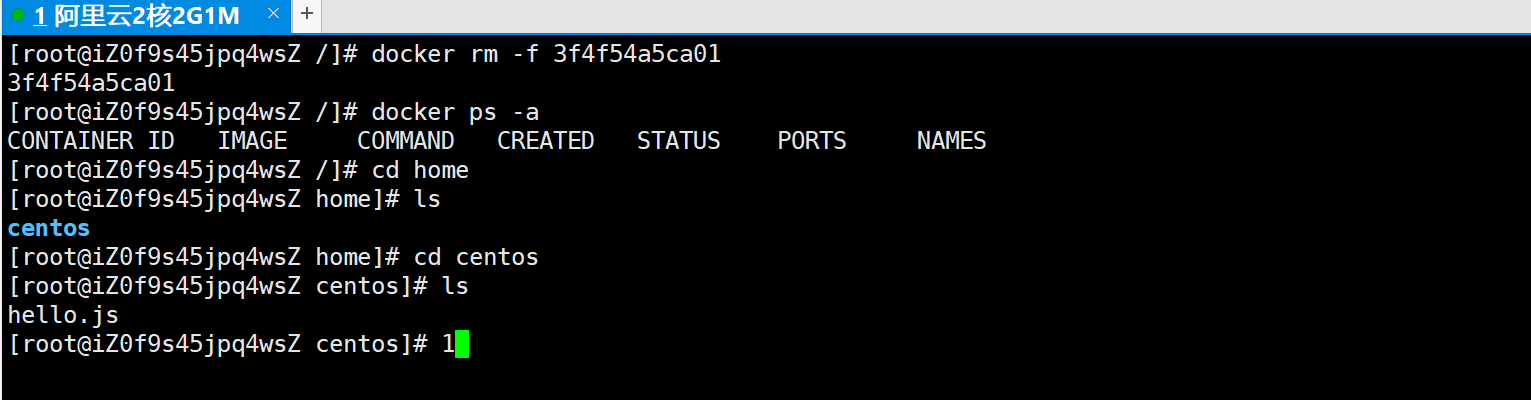 1 阿里云2核2G1M × +
[root@iZ0f9s45jpq4wsZ /]# docker rm -f 3f4f54a5ca01
3f4f54a5ca01
[root@iZ0f9s45jpq4wsZ /]# docker ps -a
CONTAINER ID   IMAGE     COMMAND   CREATED   STATUS    PORTS     NAMES
[root@iZ0f9s45jpq4wsZ /]# cd home
[root@iZ0f9s45jpq4wsZ home]# ls
centos
[root@iZ0f9s45jpq4wsZ home]# cd centos
[root@iZ0f9s45jpq4wsZ centos]# ls
hello.js
[root@iZ0f9s45jpq4wsZ centos]# 1